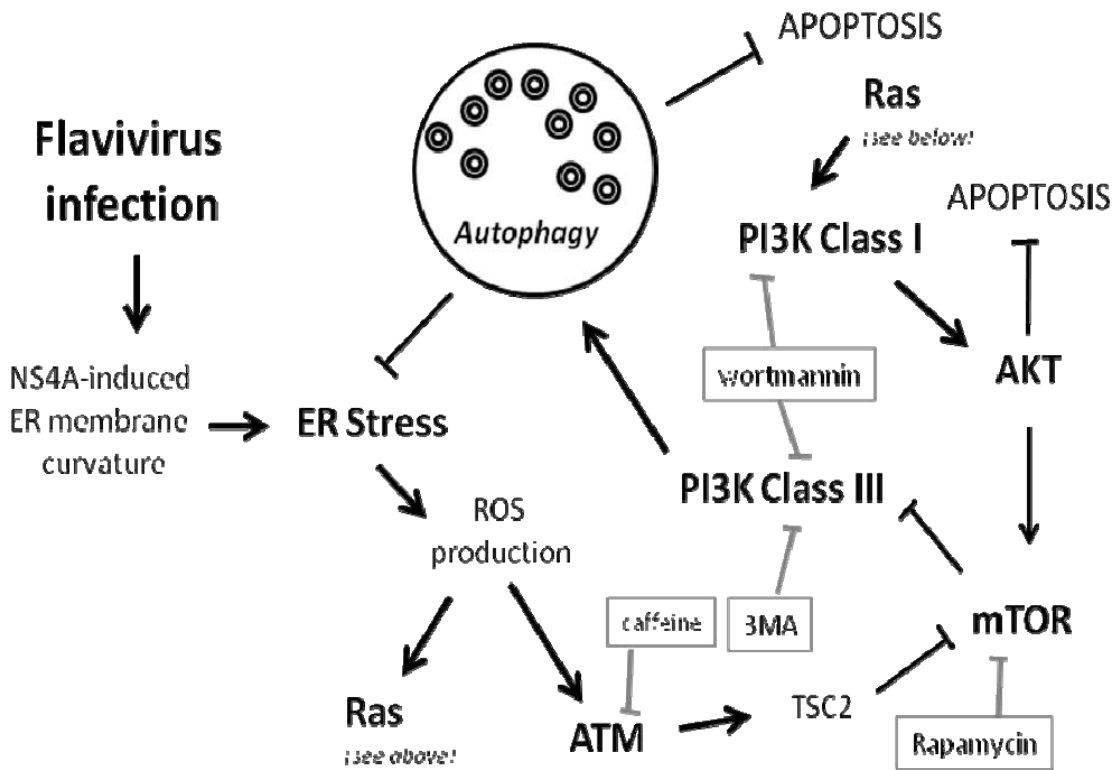 APOPTOSIS
Ras
(see below)
Flavivirus
infection
Autophagy
APOPTOSIS
PI3K Class I
wortmannin
AKT
NS4A-induced
ER membrane
curvature
ER Stress
PI3K Class III
ROS
production
caffeine
3MA
mTOR
Ras
(see above)
ATM
TSC2
Rapamycin